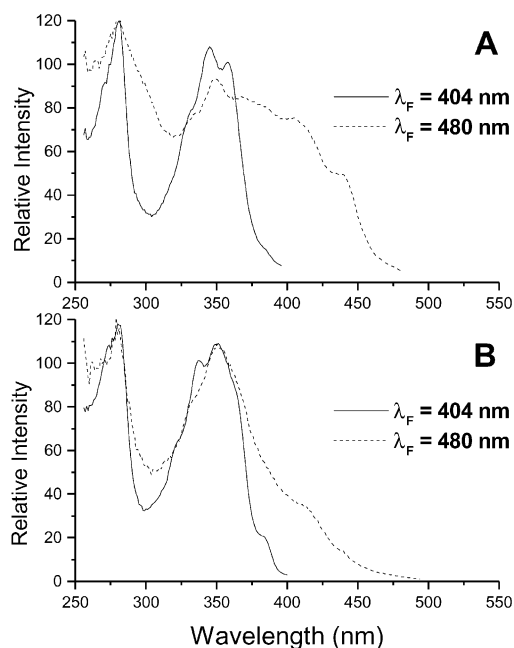 A
120
100
80
60
40
20
0
Relative Intensity
λF = 404 nm
λF = 480 nm
250 300 350 400 450 500 550
B
120
100
80
60
40
20
0
Relative Intensity
λF = 404 nm
λF = 480 nm
250 300 350 400 450 500 550
Wavelength (nm)